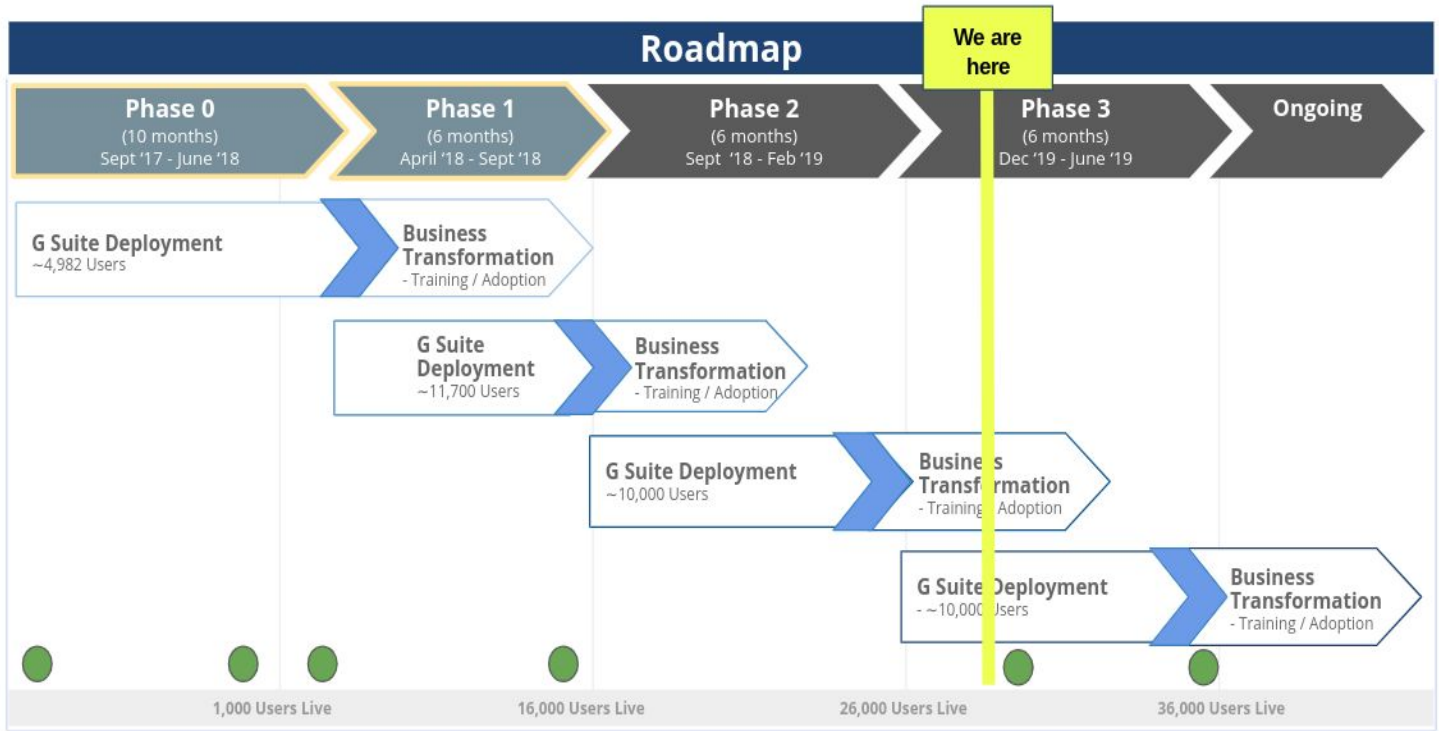 Roadmap
We are
here
Phase 0
(10 months)
Sept ‘17 - June ‘18
Phase 1
(6 months)
April ‘18 - Sept ‘18
Phase 2
(6 months)
Sept  ‘18 - Feb ‘19
Phase 3
(6 months)
Dec ‘19 - June ‘19
Ongoing
G Suite Deployment
~4,982 Users
Business
Transformation
- Training / Adoption
G Suite
Deployment
~11,700 Users
Business
Transformation
- Training / Adoption
G Suite Deployment
~10,000 Users
Business
Transformation
- Training / Adoption
G Suite Deployment
- ~10,000 Users
Business
Transformation
- Training / Adoption
1,000 Users Live
16,000 Users Live
26,000 Users Live
36,000 Users Live